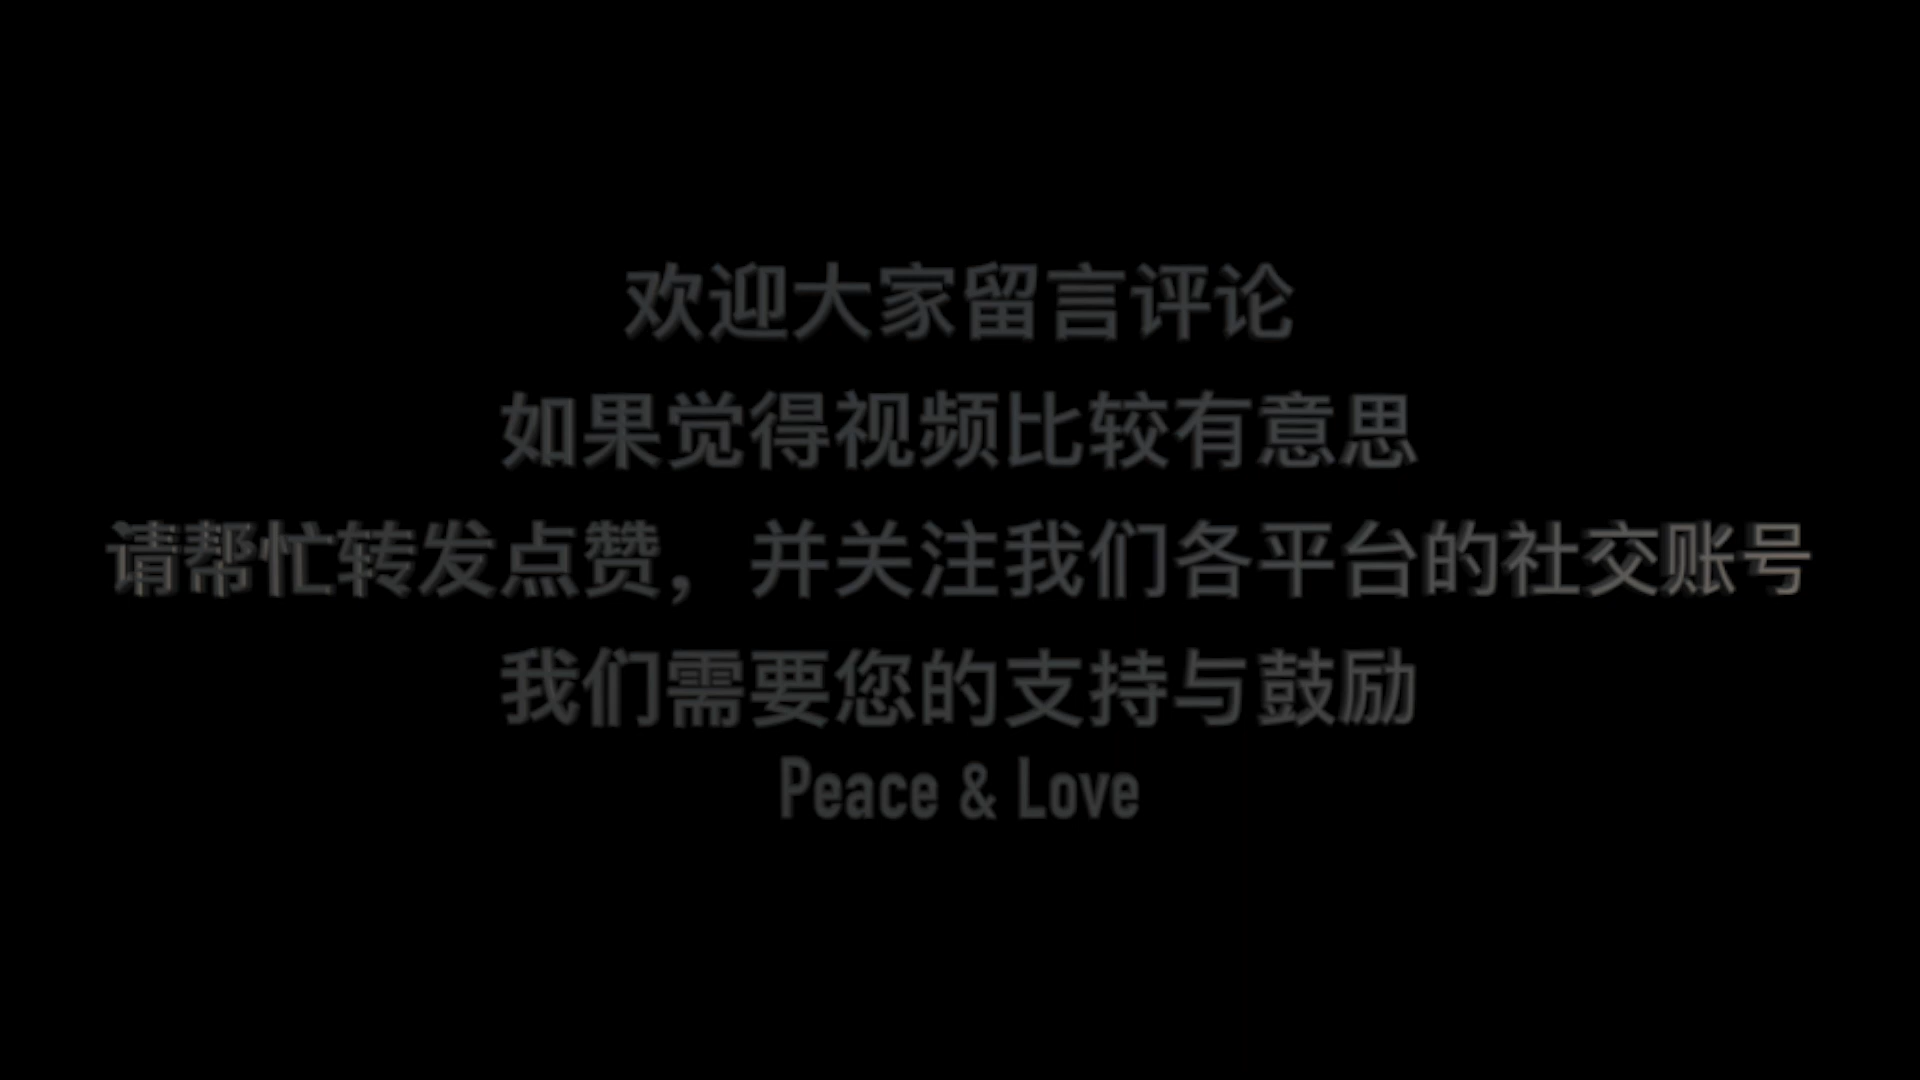 欢迎大家留言评论
如果觉得视频比较有意思
请帮忙转发点赞，并关注我们各平台的社交账号
我们需要您的支持与鼓励
Peace & Love